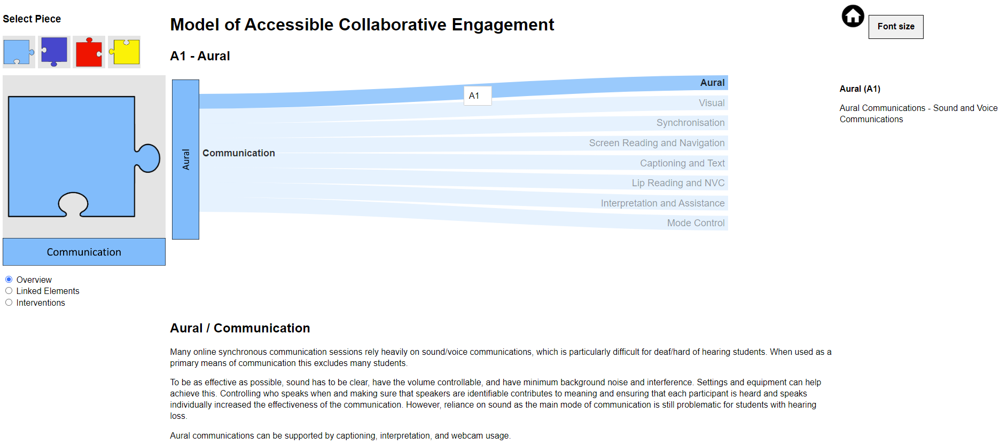 Select Piece
Model of Accessible Collaborative Engagement
Font size
A1 - Aural
Aural
Communication
A1
Aural
Visual
Synchronisation
Screen Reading and Navigation
Captioning and Text
Lip Reading and NVC
Interpretation and Assistance
Mode Control
Aural (A1)
Aural Communications - Sound and Voice
Communications
Communication
Overview
Linked Elements
Interventions
Aural / Communication
Many online synchronous communication sessions rely heavily on sound/voice communications, which is particularly difficult for deaf/hard of hearing students. When used as a
primary means of communication this excludes many students.
To be as effective as possible, sound has to be clear, have the volume controllable, and have minimum background noise and interference. Settings and equipment can help
achieve this. Controlling who speaks when and making sure that speakers are identifiable contributes to meaning and ensuring that each participant is heard and speaks
individually increased the effectiveness of the communication. However, reliance on sound as the main mode of communication is still problematic for students with hearing
loss.
Aural communications can be supported by captioning, interpretation, and webcam usage.